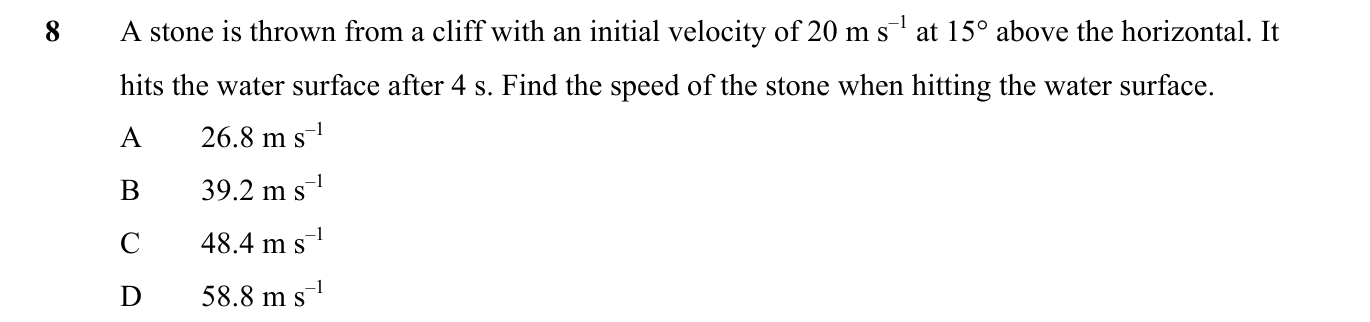 8 A stone is thrown from a cliff with an initial velocity of 20 m s⁻¹ at 15° above the horizontal. It
hits the water surface after 4 s. Find the speed of the stone when hitting the water surface.
A 26.8 m s⁻¹
B 39.2 m s⁻¹
C 48.4 m s⁻¹
D 58.8 m s⁻¹